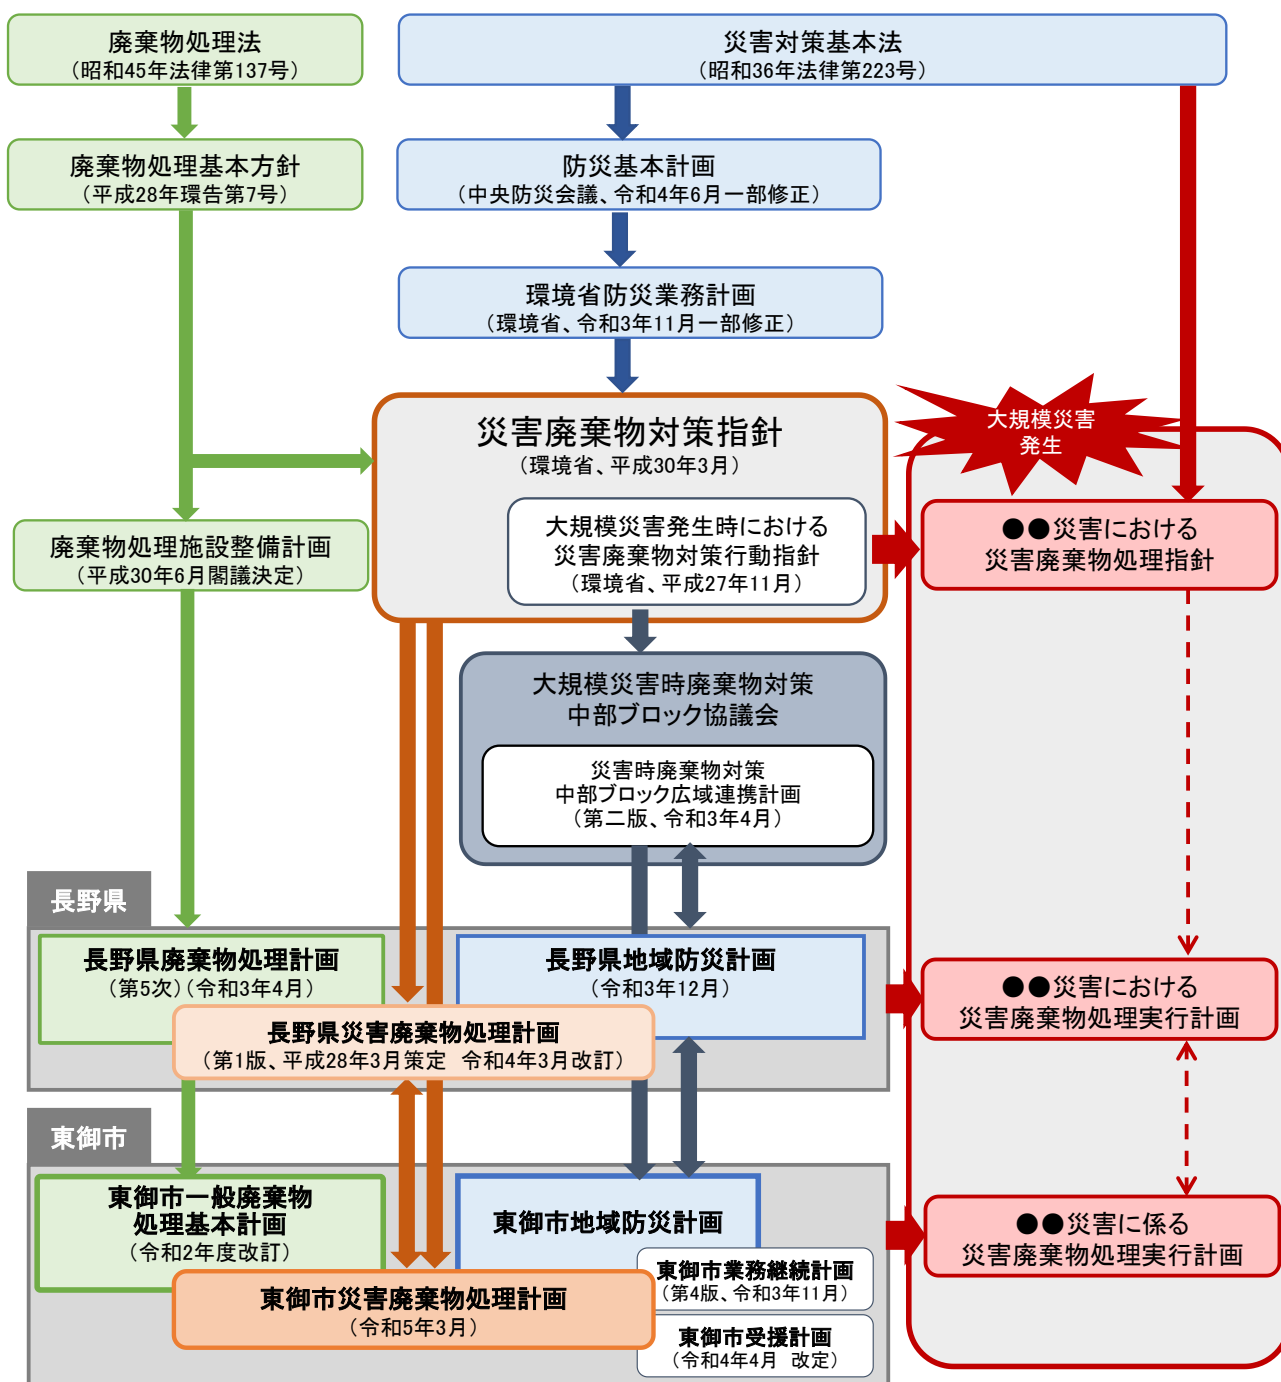 廃棄物処理法
（昭和45年法律第137号）
災害対策基本法
（昭和36年法律第223号）
廃棄物処理基本方針
（平成28年環告第7号）
防災基本計画
（中央防災会議、令和4年6月一部修正）
環境省防災業務計画
（環境省、令和3年11月一部修正）
災害廃棄物対策指針
（環境省、平成30年3月）
大規模災害
発生
大規模災害発生時における
災害廃棄物対策行動指針
（環境省、平成27年11月）
●●災害における
災害廃棄物処理指針
廃棄物処理施設整備計画
（平成30年6月閣議決定）
大規模災害時廃棄物対策
中部ブロック協議会
災害時廃棄物対策
中部ブロック広域連携計画
（第二版、令和3年4月）
長野県
長野県廃棄物処理計画
（第5次）（令和3年4月）
長野県地域防災計画
（令和3年12月）
長野県災害廃棄物処理計画
（第1版、平成28年3月策定　令和4年3月改訂）
●●災害における
災害廃棄物処理実行計画
東御市
東御市一般廃棄物
処理基本計画
（令和2年度改訂）
東御市地域防災計画
●●災害に係る
災害廃棄物処理実行計画
東御市業務継続計画
（第4版、令和3年11月）
東御市災害廃棄物処理計画
（令和5年3月）
東御市受援計画
（令和4年4月　改定）